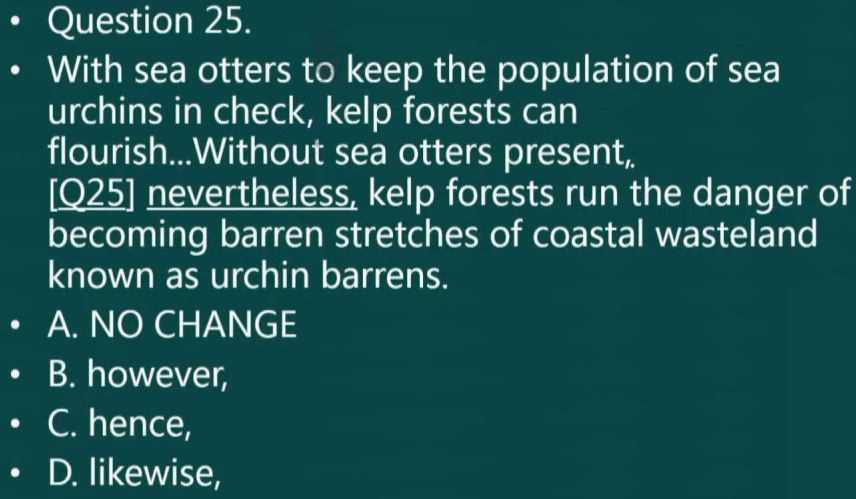 • Question 25.
• With sea otters to keep the population of sea
urchins in check, kelp forests can
flourish...Without sea otters present,.
[Q25] nevertheless, kelp forests run the danger of
becoming barren stretches of coastal wasteland
known as urchin barrens.
• A. NO CHANGE
• B. however,
• C. hence,
• D. likewise,